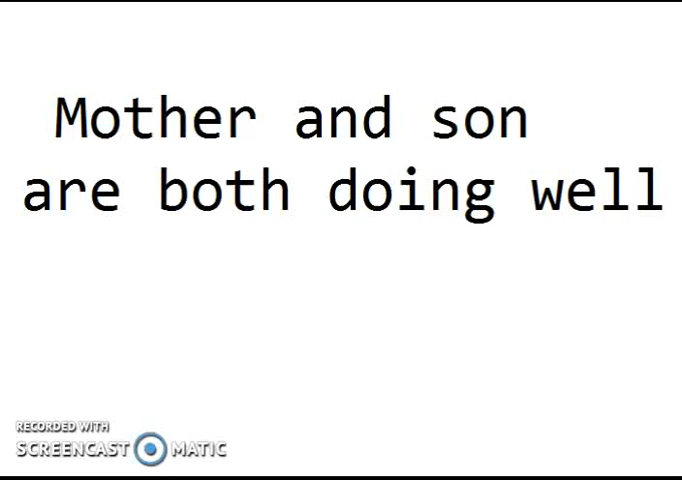 Mother and son
are both doing well
RECORDED WITH
SCREENCAST MATIC